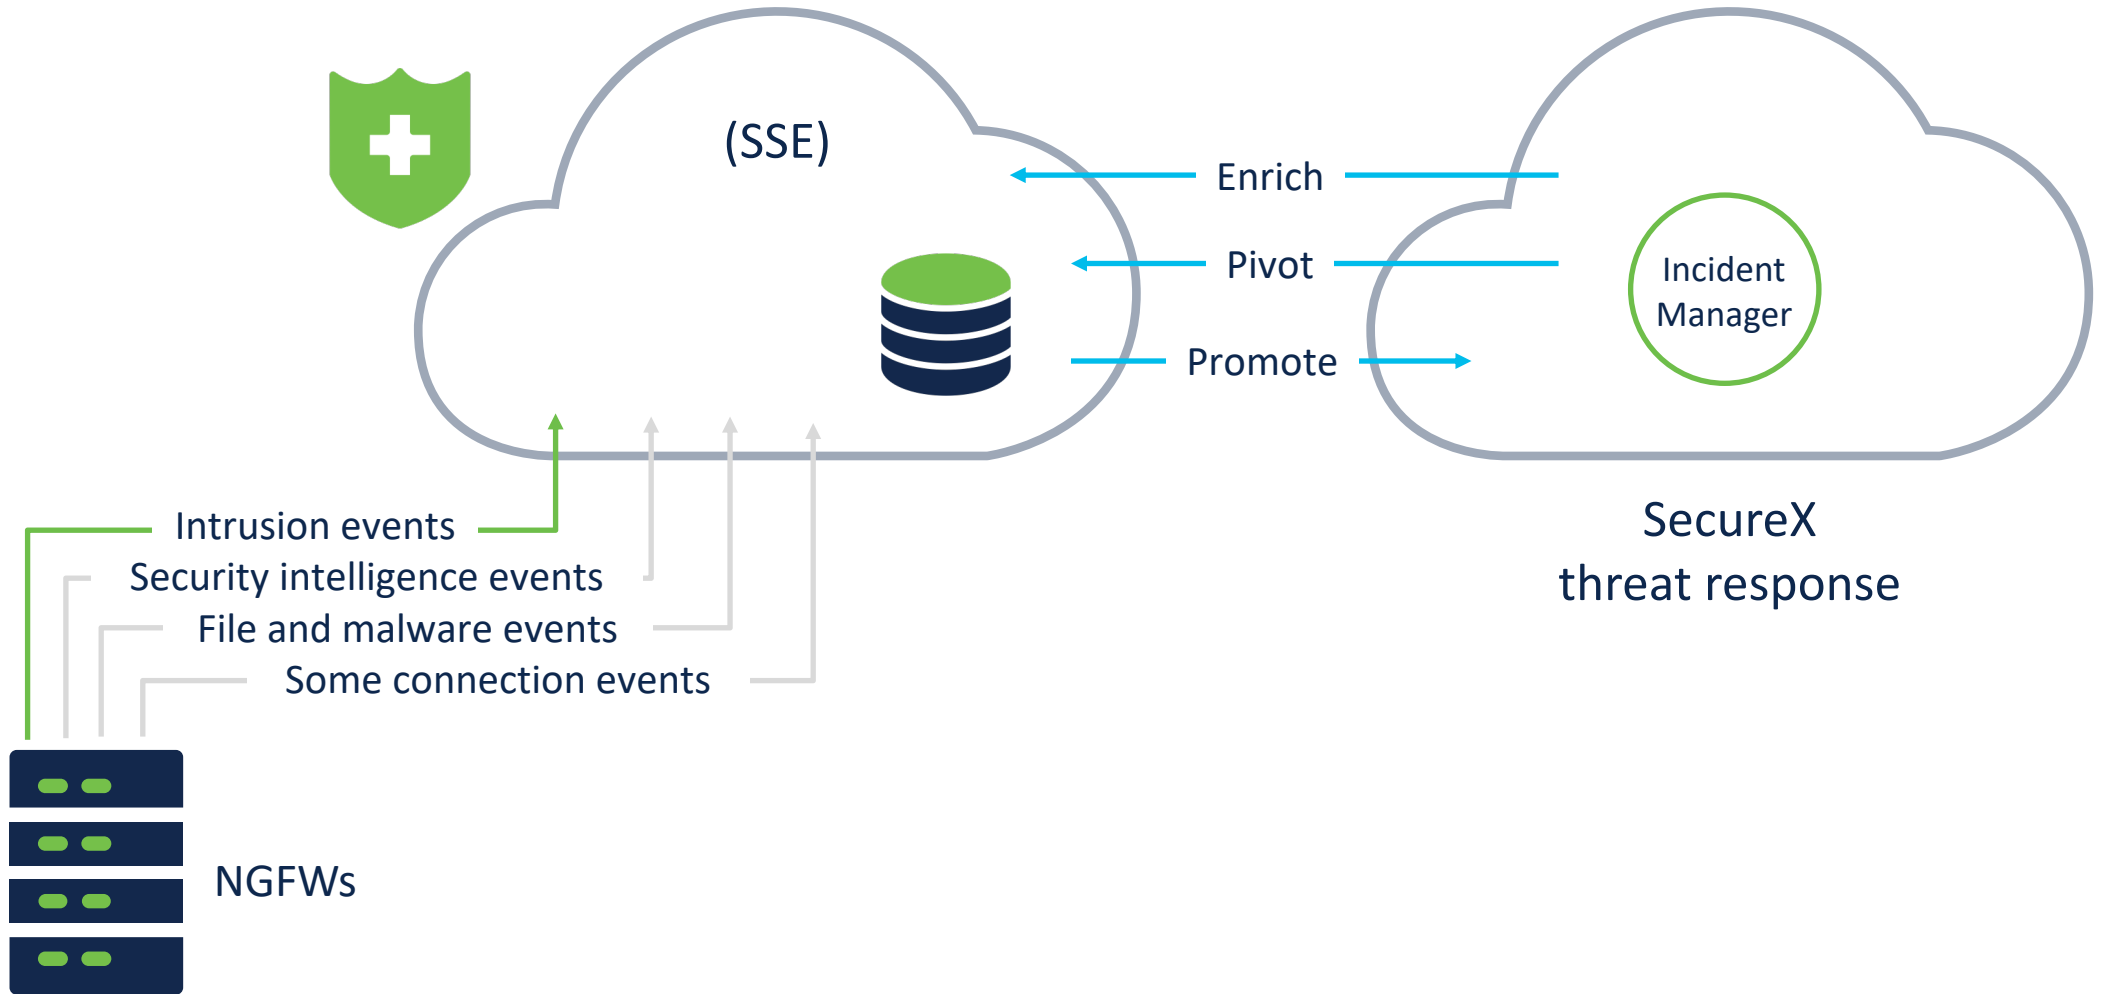 (SSE)
Enrich
Pivot
Promote
Incident
Manager
SecureX
threat response
Intrusion events
Security intelligence events
File and malware events
Some connection events
NGFWs